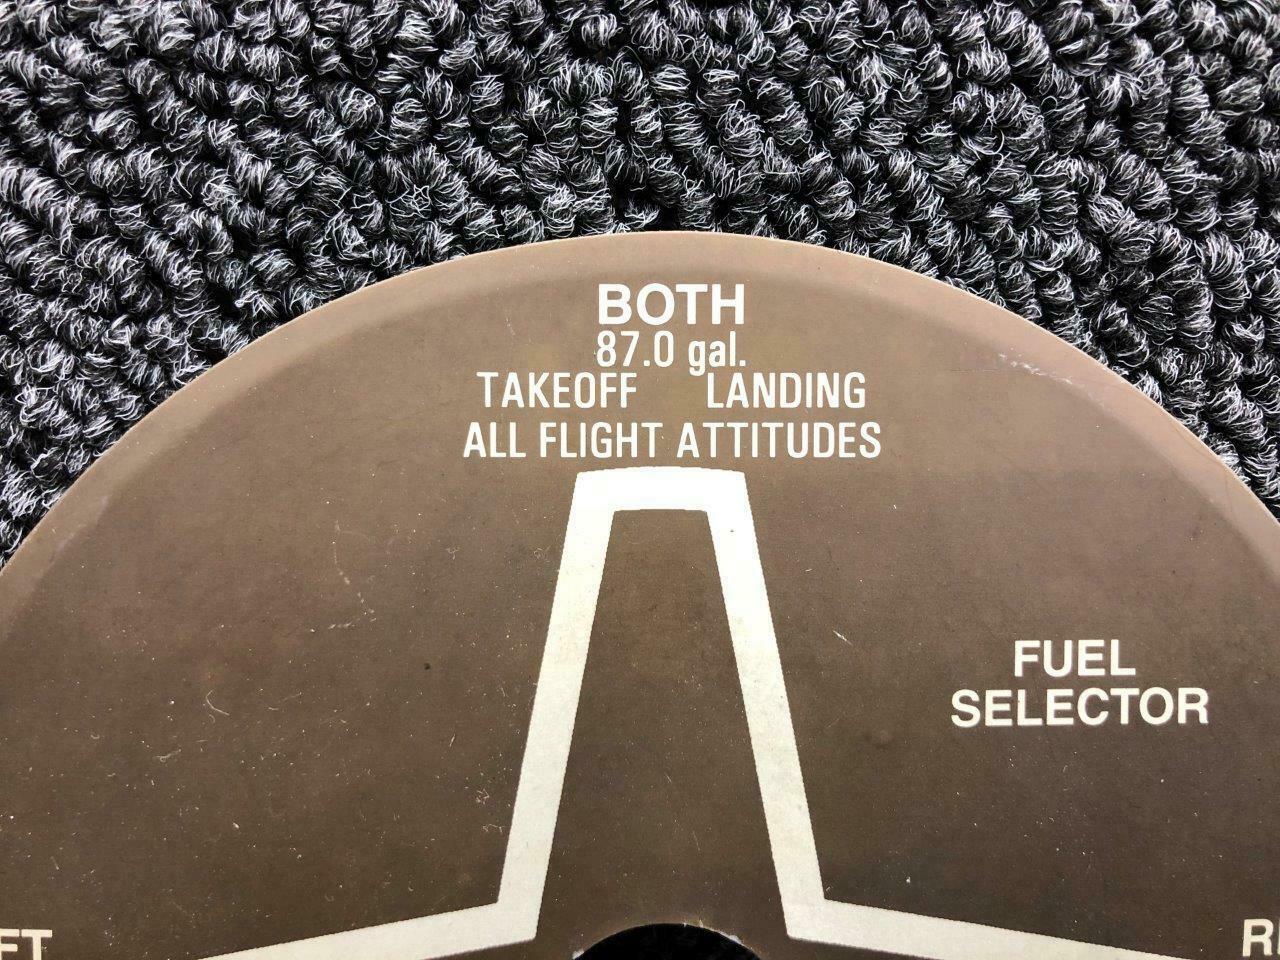 BOTH
87.0 gal.
TAKEOFF LANDING
ALL FLIGHT ATTITUDES
FUEL
SELECTOR